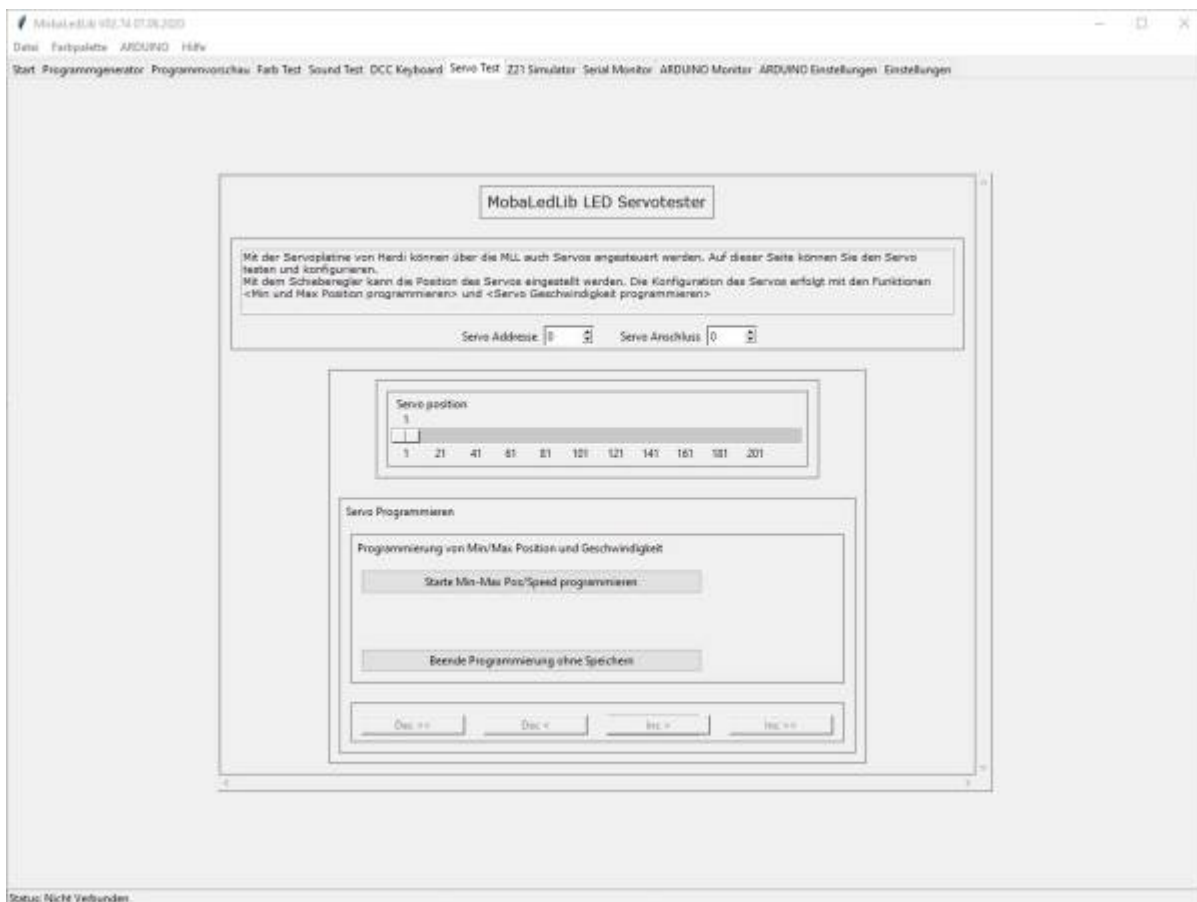 MobaLedLib V02.74 07.06.2020
Datei Farbpalette ARDUINO Hilfe
Start Programmgenerator Programmvorschau Farb Test Sound Test DCC Keyboard Servo Test Z21 Simulator Serial Monitor ARDUINO Monitor ARDUINO Einstellungen Einstellungen
MobaLedLib LED Servotester
Mit der Servoplatine von Hardi können über die MLL auch Servos angesteuert werden. Auf dieser Seite können Sie den Servo
testen und konfigurieren.
Mit dem Schieberegler kann die Position des Servos eingestellt werden. Die Konfiguration des Servos erfolgt mit den Funktionen
<Min und Max Position programmieren> und <Servo Geschwindigkeit programmieren>
Servo Addresse 0 Servo Anschluss 0
Servo position
1
1 21 41 61 81 101 121 141 161 181 201
Servo Programmieren
Programmierung von Min/Max Position und Geschwindigkeit
Starte Min-Max Pos/Speed programmieren
Beende Programmierung ohne Speichern
Dec << Dec < Inc > Inc >>
Status: Nicht Verbunden